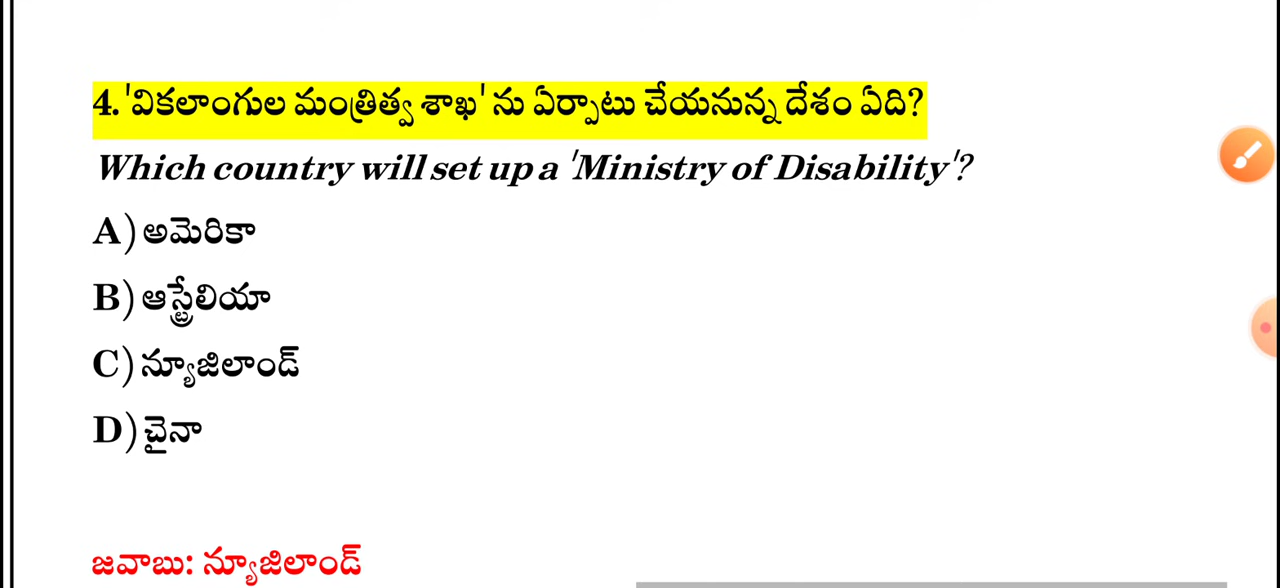 4. 'వికలాంగుల మంత్రిత్వ శాఖ' ను ఏర్పాటు చేయనున్న దేశం ఏది?
Which country will set up a 'Ministry of Disability'?
A) అమెరికా
B) ఆస్ట్రేలియా
C) న్యూజిలాండ్
D) చైనా
జవాబు: న్యూజిలాండ్